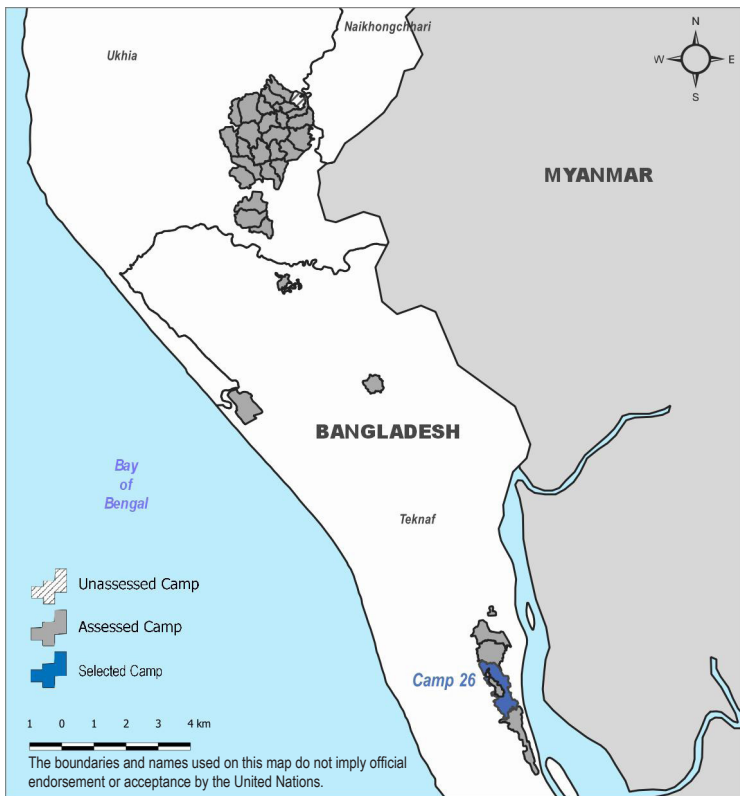 Naikhongchhari
Ukhia
N
W
E
S
MYANMAR
BANGLADESH
Bay
of
Bengal
Teknaf
Unassessed Camp
Assessed Camp
Selected Camp
Camp 26
1 0 1 2 3 4 km
The boundaries and names used on this map do not imply official
endorsement or acceptance by the United Nations.